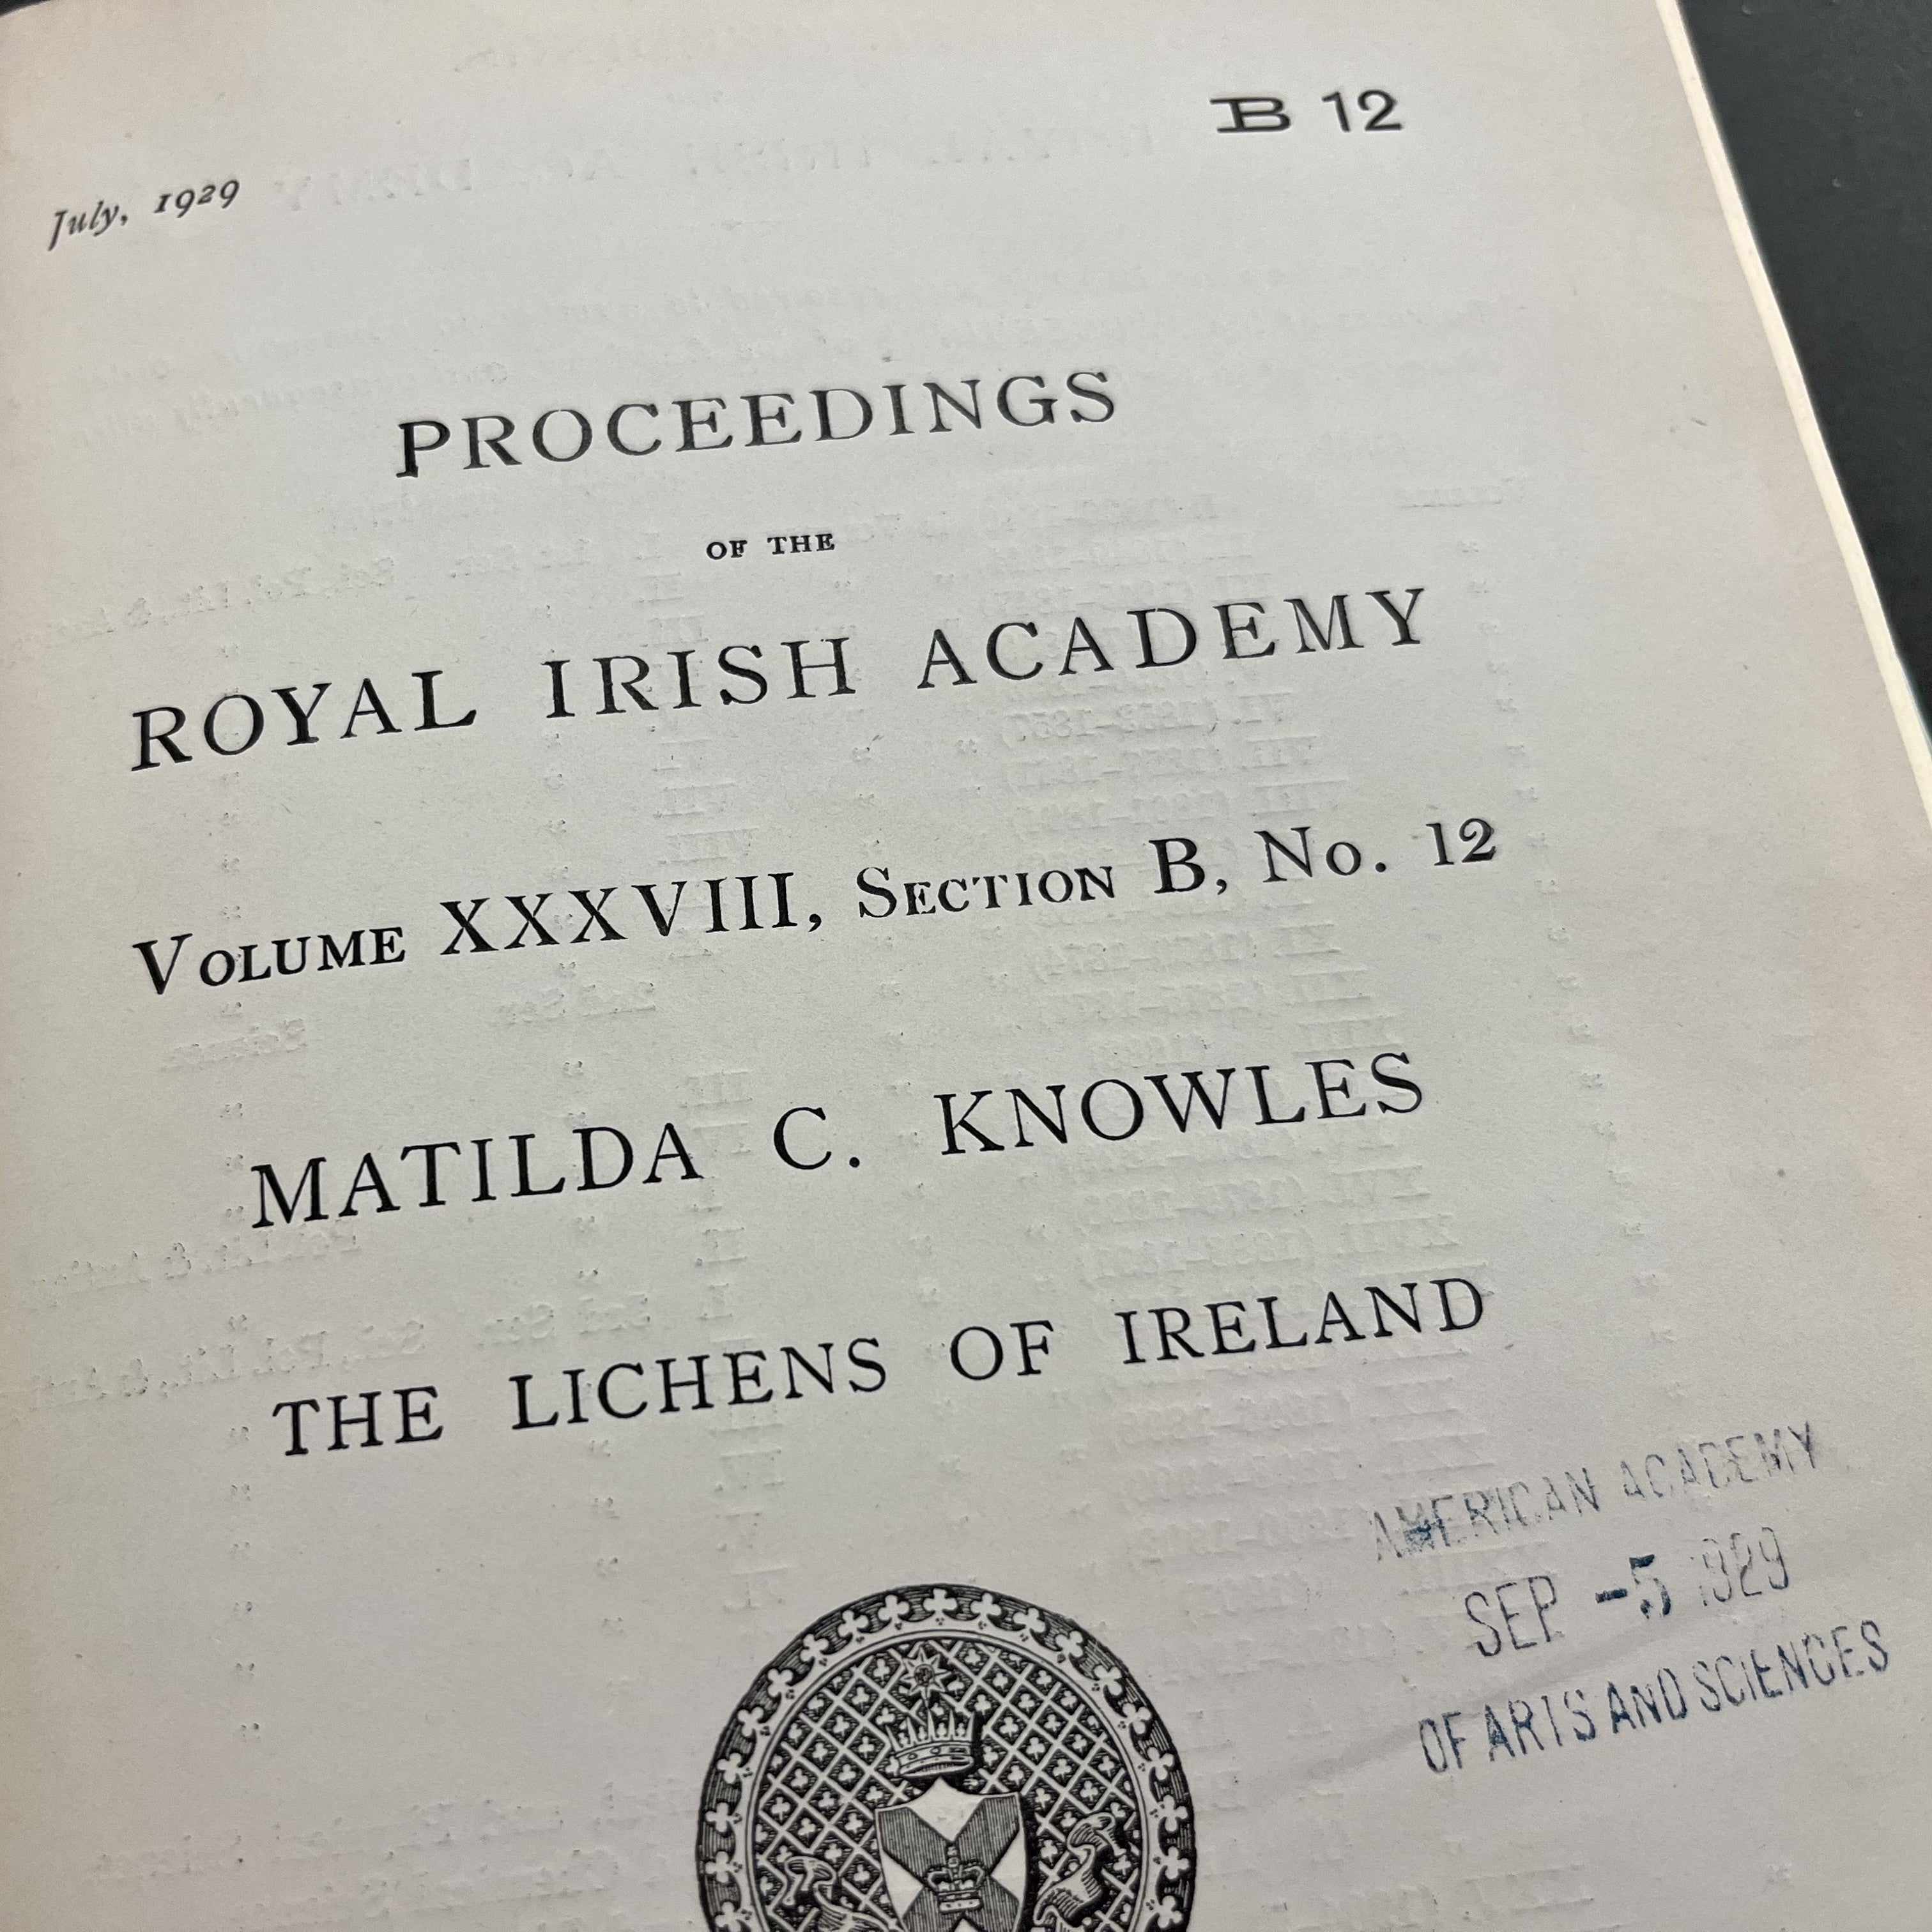 B 12
July, 1929
PROCEEDINGS
OF THE
ROYAL IRISH ACADEMY
VOLUME XXXVIII, SECTION B, No. 12
MATILDA C. KNOWLES
THE LICHENS OF IRELAND
AMERICAN ACADEMY
SEP -5 1929
OF ARTS AND SCIENCES